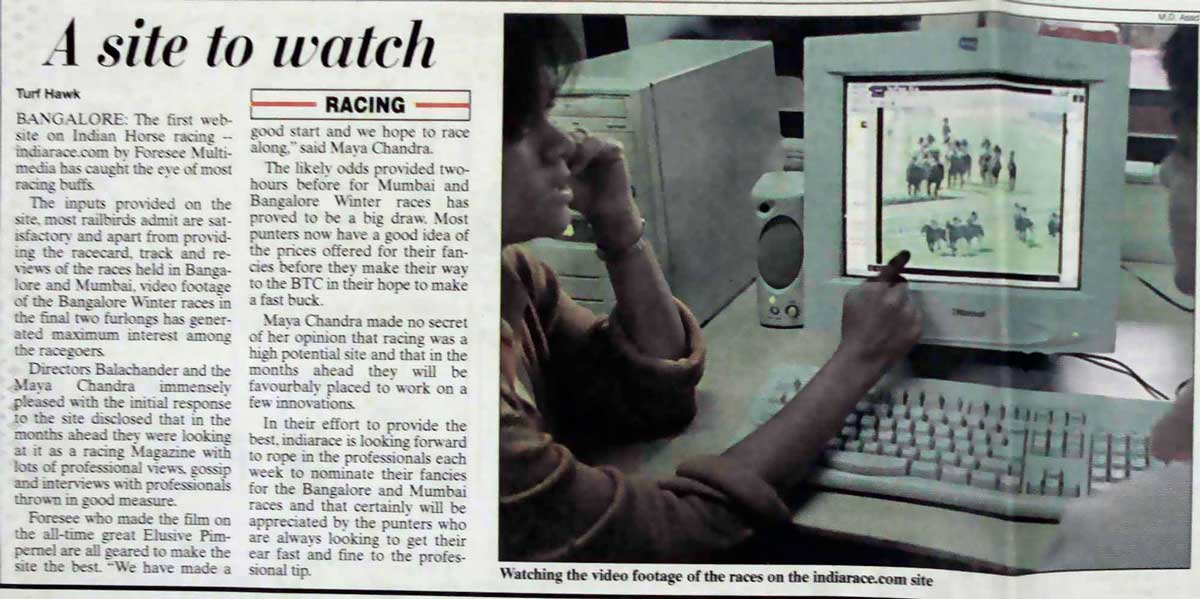 A site to watch
Turf Hawk
BANGALORE: The first web-
site on Indian Horse racing --
indiarace.com by Foresee Multi-
media has caught the eye of most
racing buffs.
The inputs provided on the
site, most railbirds admit are sat-
isfactory and apart from provid-
ing the racecard, track and re-
views of the races held in Banga-
lore and Mumbai, video footage
of the Bangalore Winter races in
the final two furlongs has gener-
ated maximum interest among
the racegoers.
Directors Balachander and the
Maya Chandra immensely
pleased with the initial response
to the site disclosed that in the
months ahead they were looking
at it as a racing Magazine with
lots of professional views, gossip
and interviews with professionals
thrown in good measure.
Foresee who made the film on
the all-time great Elusive Pim-
pernel are all geared to make the
site the best. "We have made a
RACING
good start and we hope to race
along," said Maya Chandra.
The likely odds provided two-
hours before for Mumbai and
Bangalore Winter races has
proved to be a big draw. Most
punters now have a good idea of
the prices offered for their fan-
cies before they make their way
to the BTC in their hope to make
a fast buck.
Maya Chandra made no secret
of her opinion that racing was a
high potential site and that in the
months ahead they will be
favourbaly placed to work on a
few innovations.
In their effort to provide the
best, indiarace is looking forward
to rope in the professionals each
week to nominate their fancies
for the Bangalore and Mumbai
races and that certainly will be
appreciated by the punters who
are always looking to get their
ear fast and fine to the profes-
sional tip.
M.D.
Watching the video footage of the races on the indiarace.com site